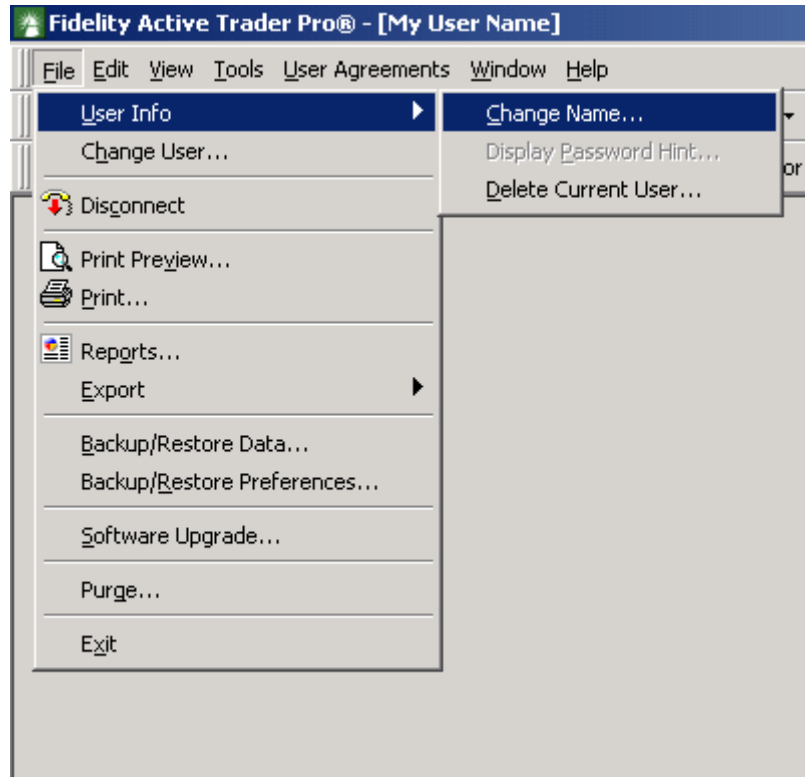 Fidelity Active Trader Pro® - [My User Name]
File Edit View Tools User Agreements Window Help
User Info
Change Name...
Change User...
Display Password Hint...
or
Delete Current User...
Disconnect
Print Preview...
Print...
Reports...
Export
Backup/Restore Data...
Backup/Restore Preferences...
Software Upgrade...
Purge...
Exit